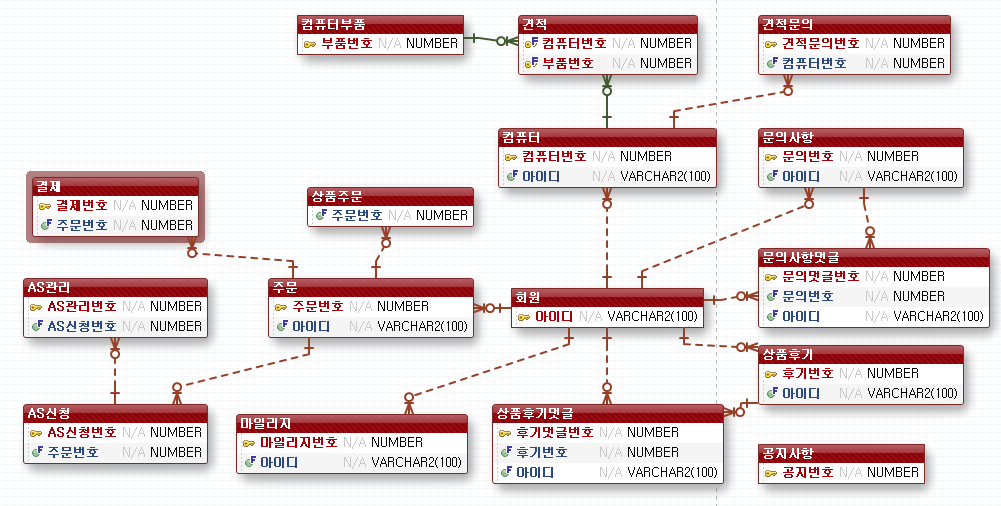 컴퓨터부품
부품번호 N/A NUMBER
견적
컴퓨터번호 N/A NUMBER
부품번호 N/A NUMBER
견적문의
견적문의번호 N/A NUMBER
컴퓨터번호 N/A NUMBER
컴퓨터
컴퓨터번호 N/A NUMBER
아이디 N/A VARCHAR2(100)
문의사항
문의번호 N/A NUMBER
아이디 N/A VARCHAR2(100)
결제
결제번호 N/A NUMBER
주문번호 N/A NUMBER
상품주문
주문번호 N/A NUMBER
문의사항댓글
문의댓글번호 N/A NUMBER
문의번호 N/A NUMBER
아이디 N/A VARCHAR2(100)
AS관리
AS관리번호 N/A NUMBER
AS신청번호 N/A NUMBER
주문
주문번호 N/A NUMBER
아이디 N/A VARCHAR2(100)
회원
아이디 N/A VARCHAR2(100)
상품후기
후기번호 N/A NUMBER
아이디 N/A VARCHAR2(100)
AS신청
AS신청번호 N/A NUMBER
주문번호 N/A NUMBER
마일리지
마일리지번호 N/A NUMBER
아이디 N/A VARCHAR2(100)
상품후기댓글
후기댓글번호 N/A NUMBER
후기번호 N/A NUMBER
아이디 N/A VARCHAR2(100)
공지사항
공지번호 N/A NUMBER